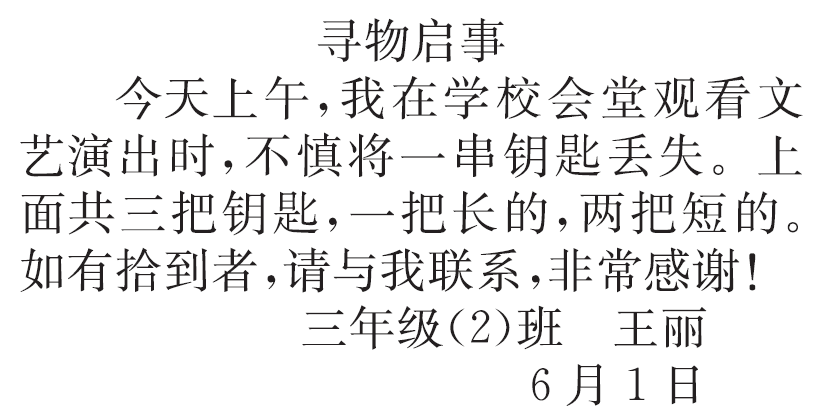 寻物启事
今天上午,我在学校会堂观看文
艺演出时,不慎将一串钥匙丢失。上
面共三把钥匙,一把长的,两把短的。
如有拾到者,请与我联系,非常感谢!
三年级(2)班　王丽
6月1日